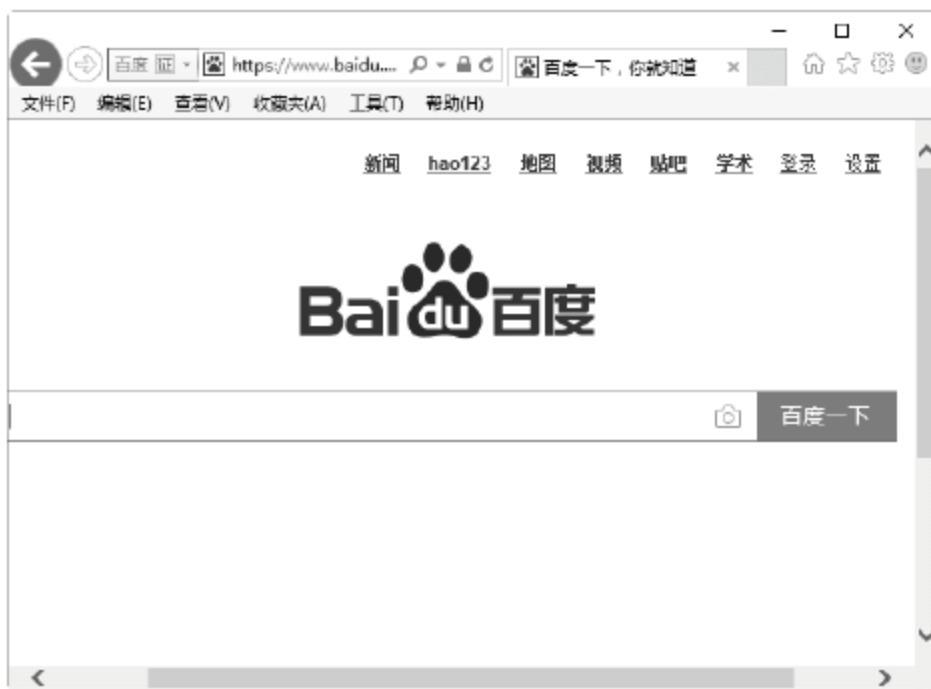 百度 证 https://www.baidu.... 百度一下，你就知道
文件(F) 编辑(E) 查看(V) 收藏夹(A) 工具(T) 帮助(H)
新闻 hao123 地图 视频 贴吧 学术 登录 设置
Bai du 百度
百度一下